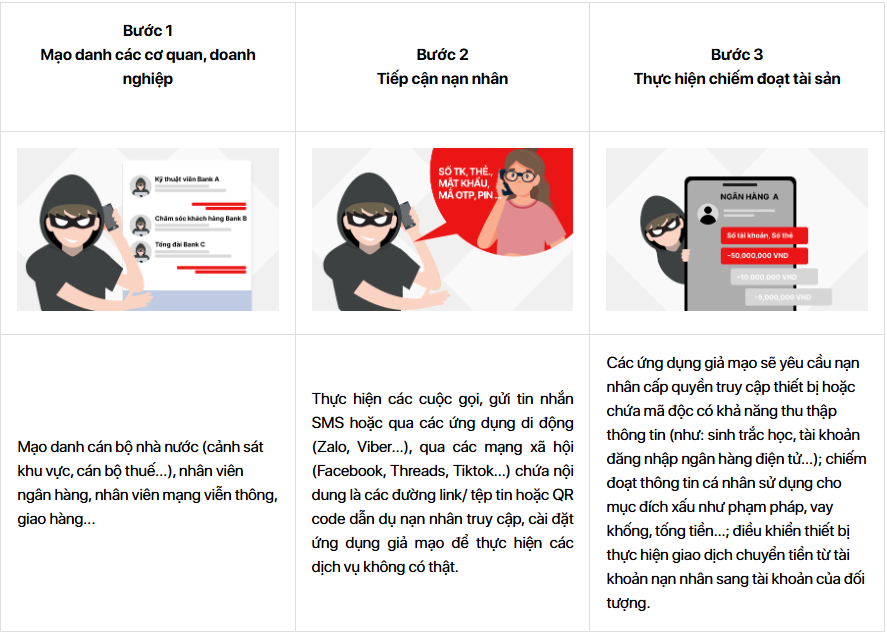 Bước 1
Mạo danh các cơ quan, doanh
nghiệp
Bước 2
Tiếp cận nạn nhân
Bước 3
Thực hiện chiếm đoạt tài sản
Kỹ thuật viên Bank A
Chăm sóc khách hàng Bank B
Tổng đài Bank C
SỐ TK, THẺ,
MẬT KHẨU,
MÃ OTP, PIN ...
NGÂN HÀNG A
Số tài khoản, Số thẻ
-50,000,000 VND
-10,000,000 VND
-5,000,000 VND
Mạo danh cán bộ nhà nước (cảnh sát
khu vực, cán bộ thuế...), nhân viên
ngân hàng, nhân viên mạng viễn thông,
giao hàng...
Thực hiện các cuộc gọi, gửi tin nhắn
SMS hoặc qua các ứng dụng di động
(Zalo, Viber...), qua các mạng xã hội
(Facebook, Threads, Tiktok...) chứa nội
dung là các đường link/ tệp tin hoặc QR
code dẫn dụ nạn nhân truy cập, cài đặt
ứng dụng giả mạo để thực hiện các
dịch vụ không có thật.
Các ứng dụng giả mạo sẽ yêu cầu nạn
nhân cấp quyền truy cập thiết bị hoặc
chứa mã độc có khả năng thu thập
thông tin (như: sinh trắc học, tài khoản
đăng nhập ngân hàng điện tử...); chiếm
đoạt thông tin cá nhân sử dụng cho
mục đích xấu như phạm pháp, vay
khống, tống tiền...; điều khiển thiết bị
thực hiện giao dịch chuyển tiền từ tài
khoản nạn nhân sang tài khoản của đối
tượng.